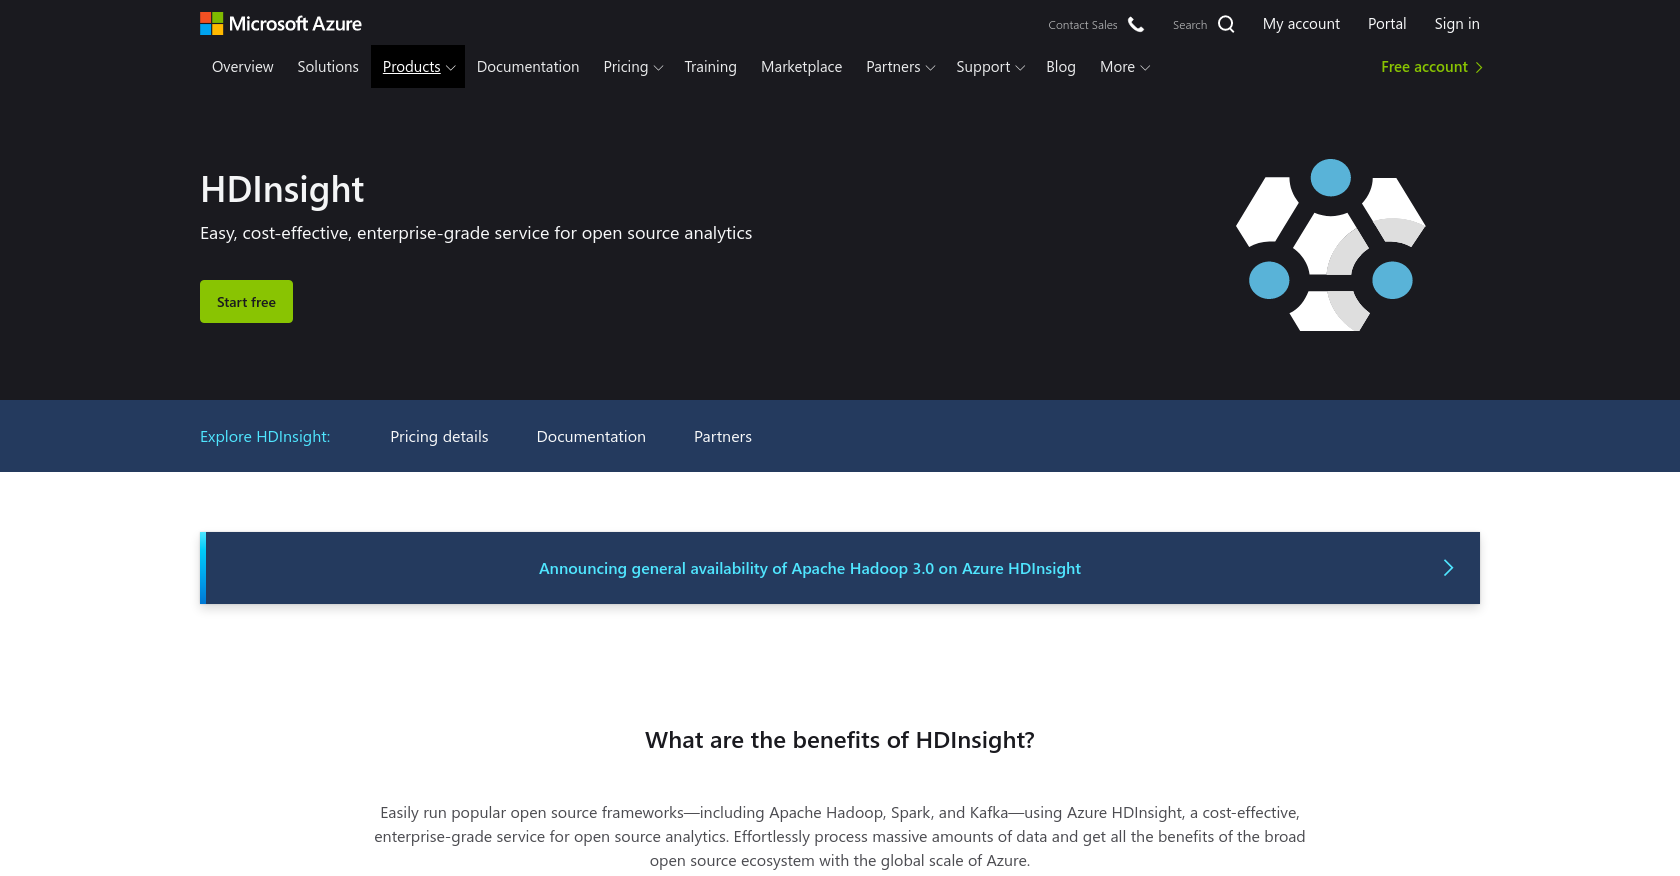 Microsoft Azure
Contact Sales
Search
My account
Portal
Sign in
Overview
Solutions
Products
Documentation
Pricing
Training
Marketplace
Partners
Support
Blog
More
Free account
HDInsight
Easy, cost-effective, enterprise-grade service for open source analytics
Start free
Explore HDInsight:
Pricing details
Documentation
Partners
Announcing general availability of Apache Hadoop 3.0 on Azure HDInsight
What are the benefits of HDInsight?
Easily run popular open source frameworks—including Apache Hadoop, Spark, and Kafka—using Azure HDInsight, a cost-effective,
enterprise-grade service for open source analytics. Effortlessly process massive amounts of data and get all the benefits of the broad
open source ecosystem with the global scale of Azure.